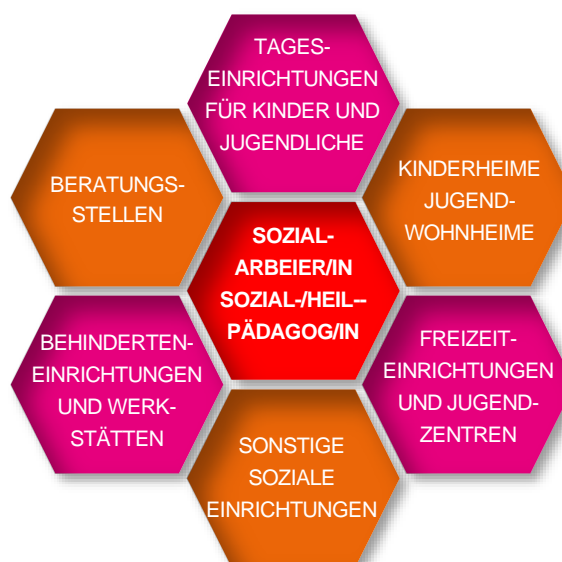 TAGES-
EINRICHTUNGEN
FÜR KINDER UND
JUGENDLICHE
BERATUNGS-
STELLEN
KINDERHEIME
JUGEND-
WOHNHEIME
SOZIAL-
ARBEIER/IN
SOZIAL-/HEIL--
PÄDAGOG/IN
BEHINDERTEN-
EINRICHTUNGEN
UND WERK-
STÄTTEN
FREIZEIT-
EINRICHTUNGEN
UND JUGEND-
ZENTREN
SONSTIGE
SOZIALE
EINRICHTUNGEN